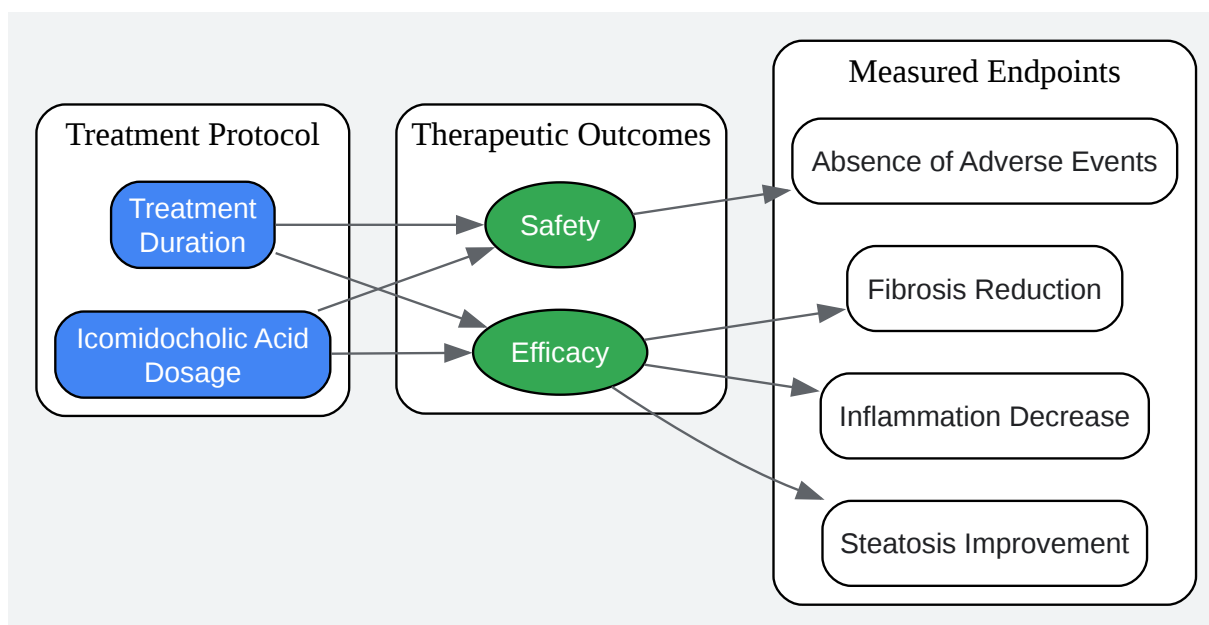 Treatment Protocol
Treatment
Duration
Icomidocholic Acid
Dosage
Therapeutic Outcomes
Safety
Efficacy
Measured Endpoints
Absence of Adverse Events
Fibrosis Reduction
Inflammation Decrease
Steatosis Improvement